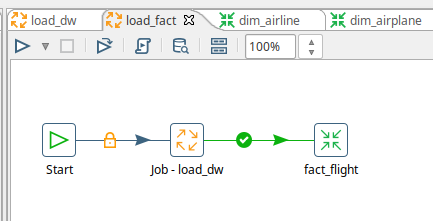 load_dw
load_fact
dim_airline
dim_airplane
100%
Start
Job - load_dw
fact_flight